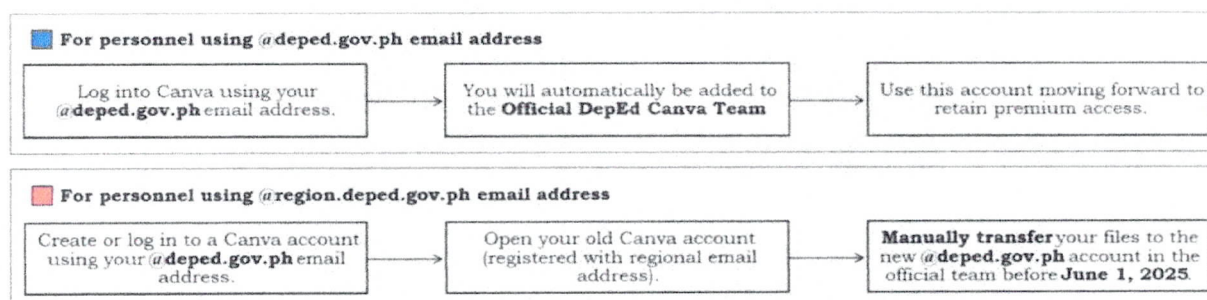 For personnel using @deped.gov.ph email address
Log into Canva using your
@deped.gov.ph email address.
You will automatically be added to
the Official DepEd Canva Team
Use this account moving forward to
retain premium access.
For personnel using @region.deped.gov.ph email address
Create or log in to a Canva account
using your @deped.gov.ph email
address.
Open your old Canva account
(registered with regional email
address).
Manually transfer your files to the
new @deped.gov.ph account in the
official team before June 1, 2025.